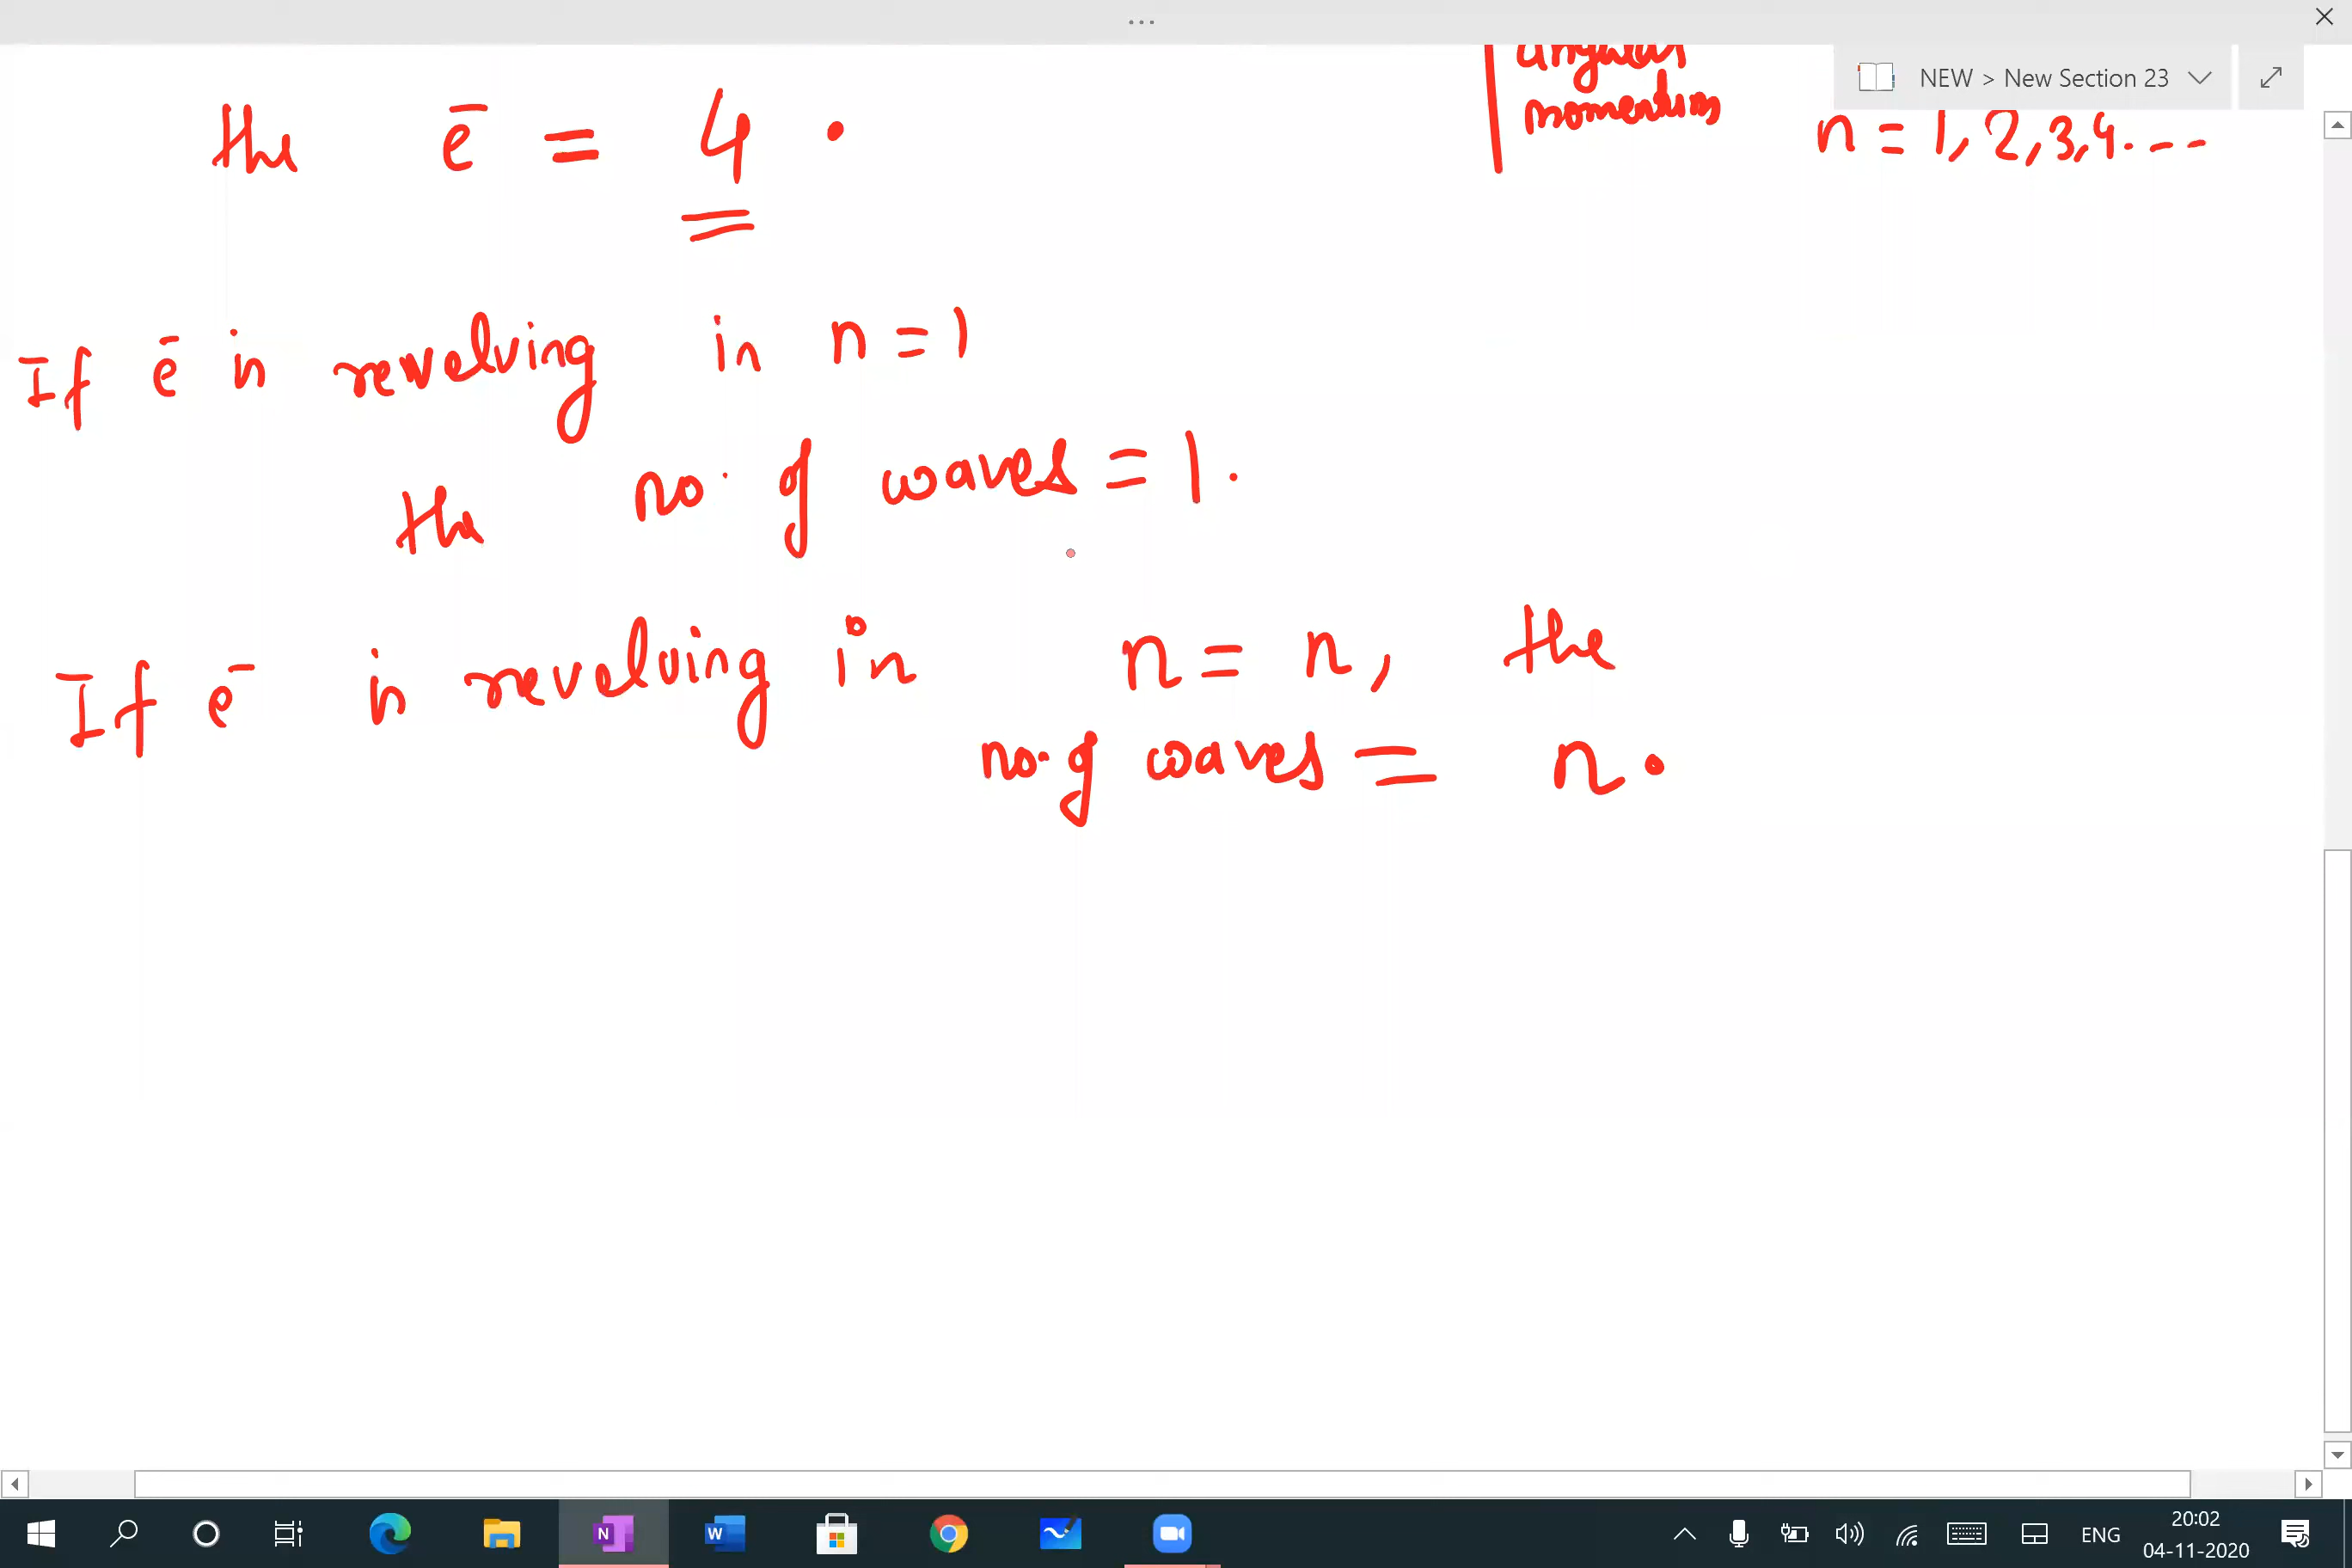 ...
NEW > New Section 23
angular
momentum
n = 1, 2, 3, 4. ---
the e̅ = 4.
If e̅ is revolving in n = 1
the no. of waves = 1.
If e⁻ is revolving in n = n, the
no. of waves = n.
N
W
ENG
20:02
04-11-2020